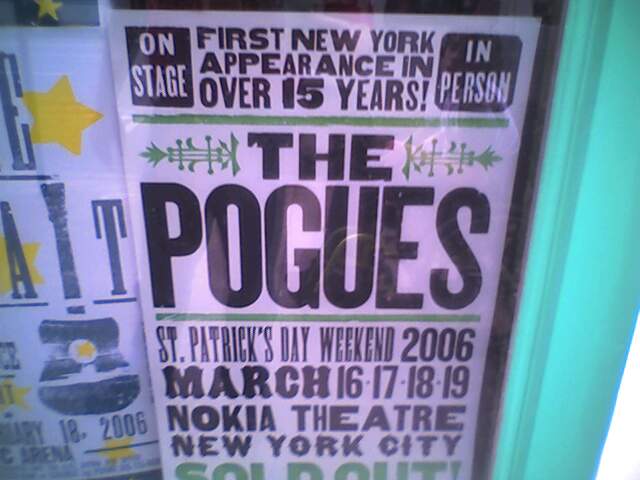 ON STAGE
FIRST NEW YORK
APPEARANCE IN
OVER 15 YEARS!
IN PERSON
THE
POGUES
ST. PATRICK'S DAY WEEKEND 2006
MARCH 16-17-18-19
NOKIA THEATRE
NEW YORK CITY
SOLD OUT!
18, 2006
ARENA